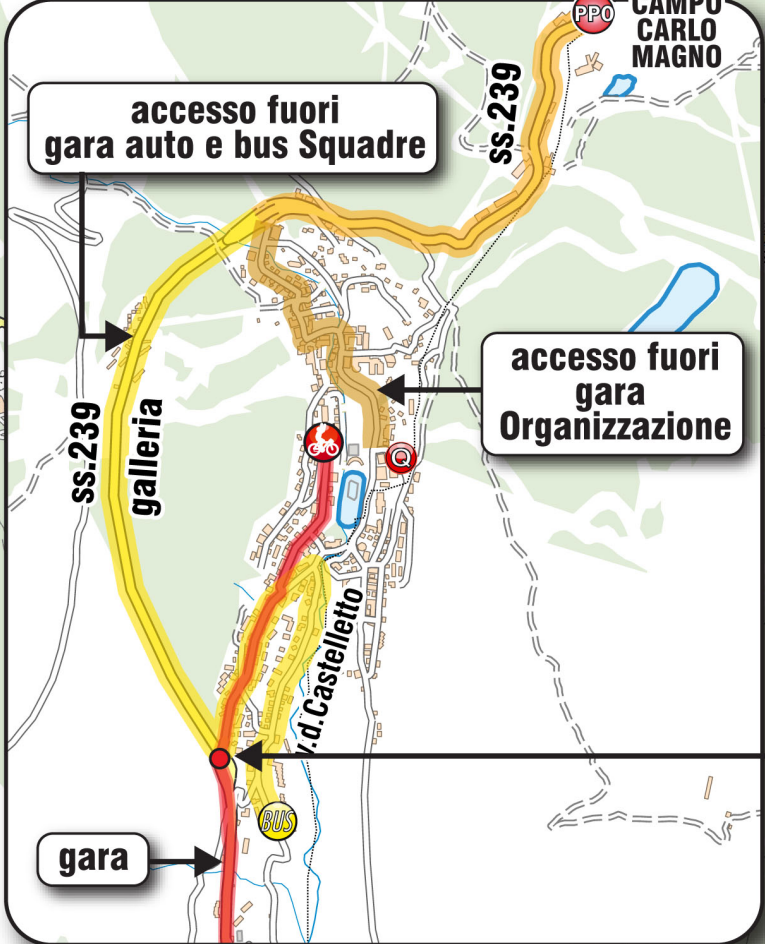 PPO
CAMPO
CARLO
MAGNO
ss.239
accesso fuori
gara auto e bus Squadre
accesso fuori
gara
Organizzazione
ss.239
galleria
Q
v.d.Castelletto
BUS
gara